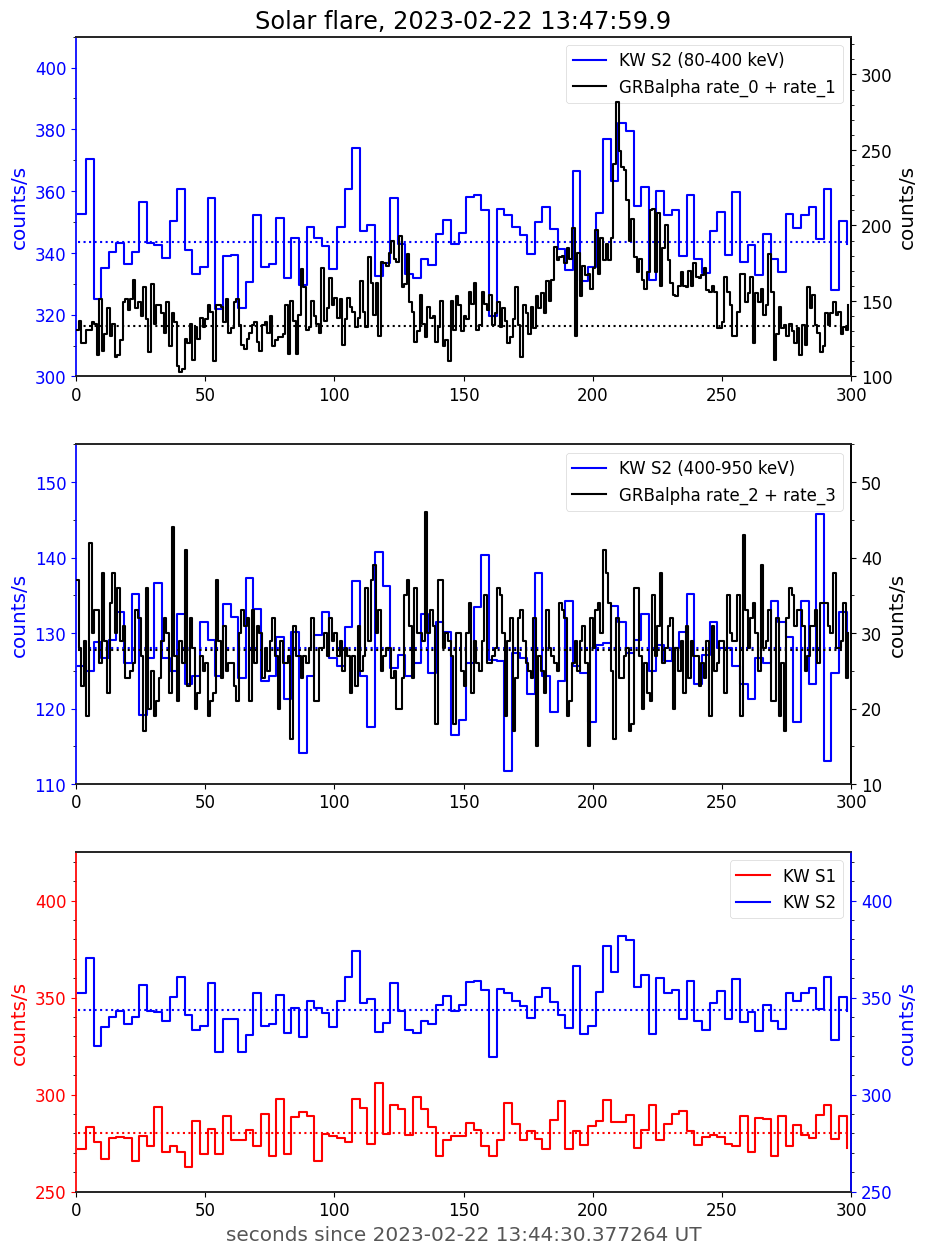 Solar flare, 2023-02-22 13:47:59.9
KW S2 (80-400 keV)
GRBalpha rate_0 + rate_1
400
380
360
340
320
300
counts/s
300
250
200
150
100
counts/s
0 50 100 150 200 250 300
KW S2 (400-950 keV)
GRBalpha rate_2 + rate_3
150
140
130
120
110
counts/s
50
40
30
20
10
counts/s
0 50 100 150 200 250 300
KW S1
KW S2
400
350
300
250
counts/s
400
350
300
250
counts/s
0 50 100 150 200 250 300
seconds since 2023-02-22 13:44:30.377264 UT